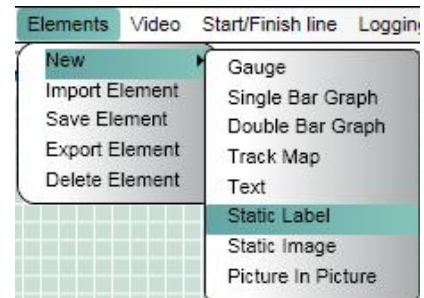 Elements Video Start/Finish line Logging
New
Import Element
Save Element
Export Element
Delete Element
Gauge
Single Bar Graph
Double Bar Graph
Track Map
Text
Static Label
Static Image
Picture In Picture